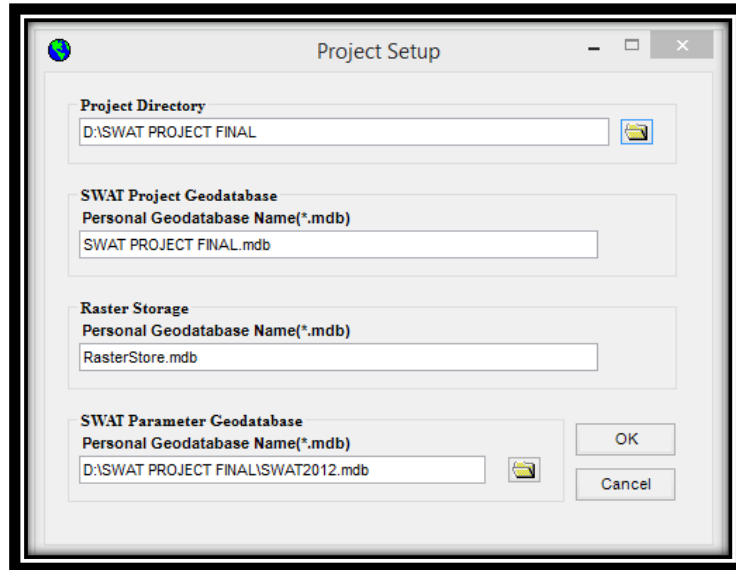 Project Setup
Project Directory
D:\SWAT PROJECT FINAL
SWAT Project Geodatabase
Personal Geodatabase Name(*.mdb)
SWAT PROJECT FINAL.mdb
Raster Storage
Personal Geodatabase Name(*.mdb)
RasterStore.mdb
SWAT Parameter Geodatabase
Personal Geodatabase Name(*.mdb)
D:\SWAT PROJECT FINAL\SWAT2012.mdb
OK
Cancel